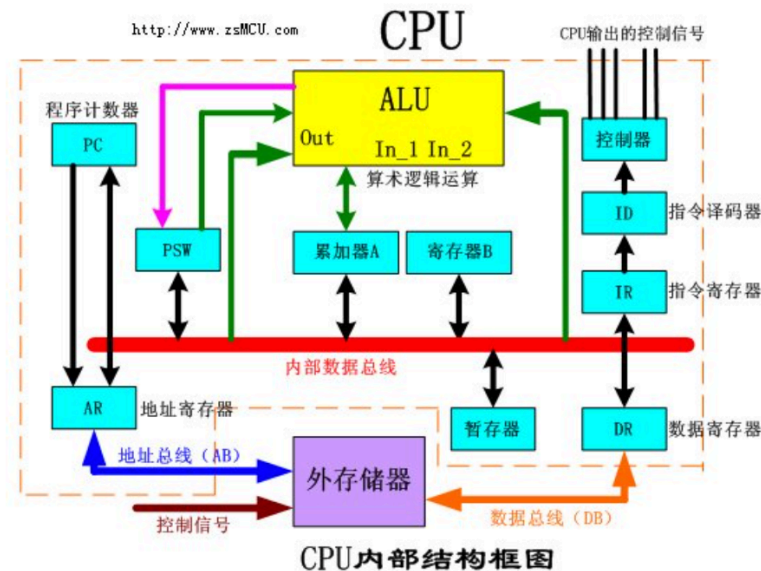 http://www.zsMCU.com
CPU
CPU输出的控制信号
程序计数器
PC
ALU
Out
In_1 In_2
算术逻辑运算
控制器
ID
指令译码器
PSW
累加器A
寄存器B
IR
指令寄存器
内部数据总线
AR
地址寄存器
暂存器
DR
数据寄存器
地址总线（AB）
外存储器
控制信号
数据总线（DB）
CPU内部结构框图